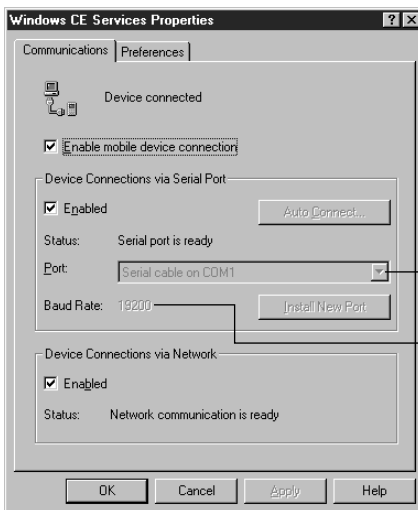 Windows CE Services Properties
Communications Preferences
Device connected
Enable mobile device connection
Device Connections via Serial Port
Enabled Auto Connect...
Status: Serial port is ready
Port: Serial cable on COM1
Baud Rate: 19200 Install New Port
Device Connections via Network
Enabled
Status: Network communication is ready
OK Cancel Apply Help